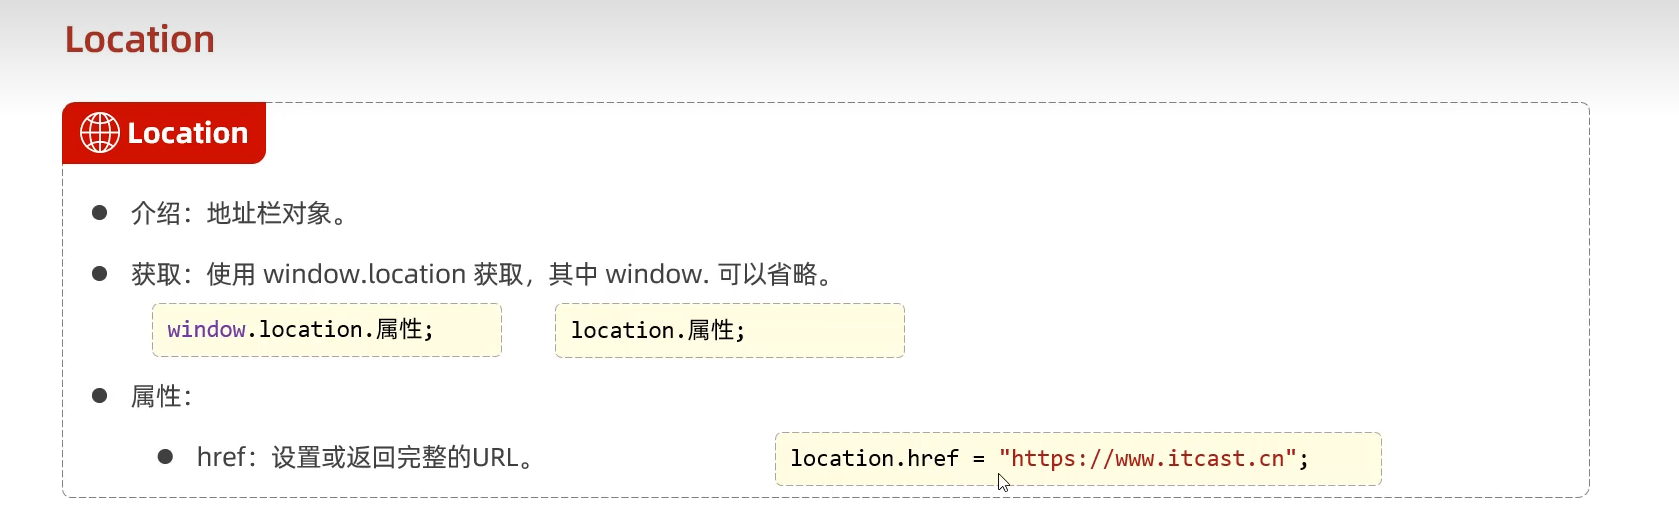 Location
Location
介绍：地址栏对象。
获取：使用 window.location 获取，其中 window. 可以省略。
window.location.属性;
location.属性;
属性：
href：设置或返回完整的URL。
location.href = "https://www.itcast.cn";